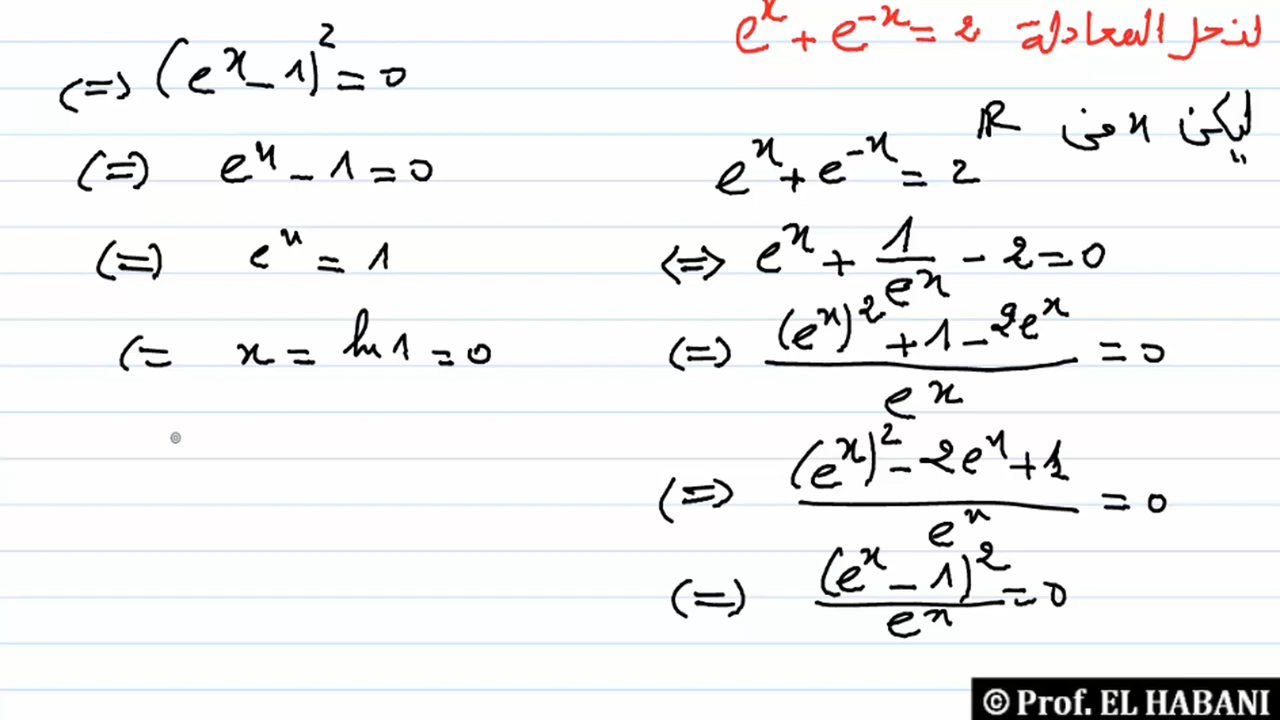 لنحل المعادلة e^x + e^{-x} = 2
ليكن x من ℝ
e^x + e^{-x} = 2
⟺ e^x + 1/e^x - 2 = 0
⟺ ((e^x)^2 + 1 - 2e^x)/e^x = 0
⟺ ((e^x)^2 - 2e^x + 1)/e^x = 0
⟺ (e^x - 1)^2/e^x = 0
⟺ (e^x - 1)^2 = 0
⟺ e^x - 1 = 0
⟺ e^x = 1
(= x = ln 1 = 0
© Prof. EL HABANI